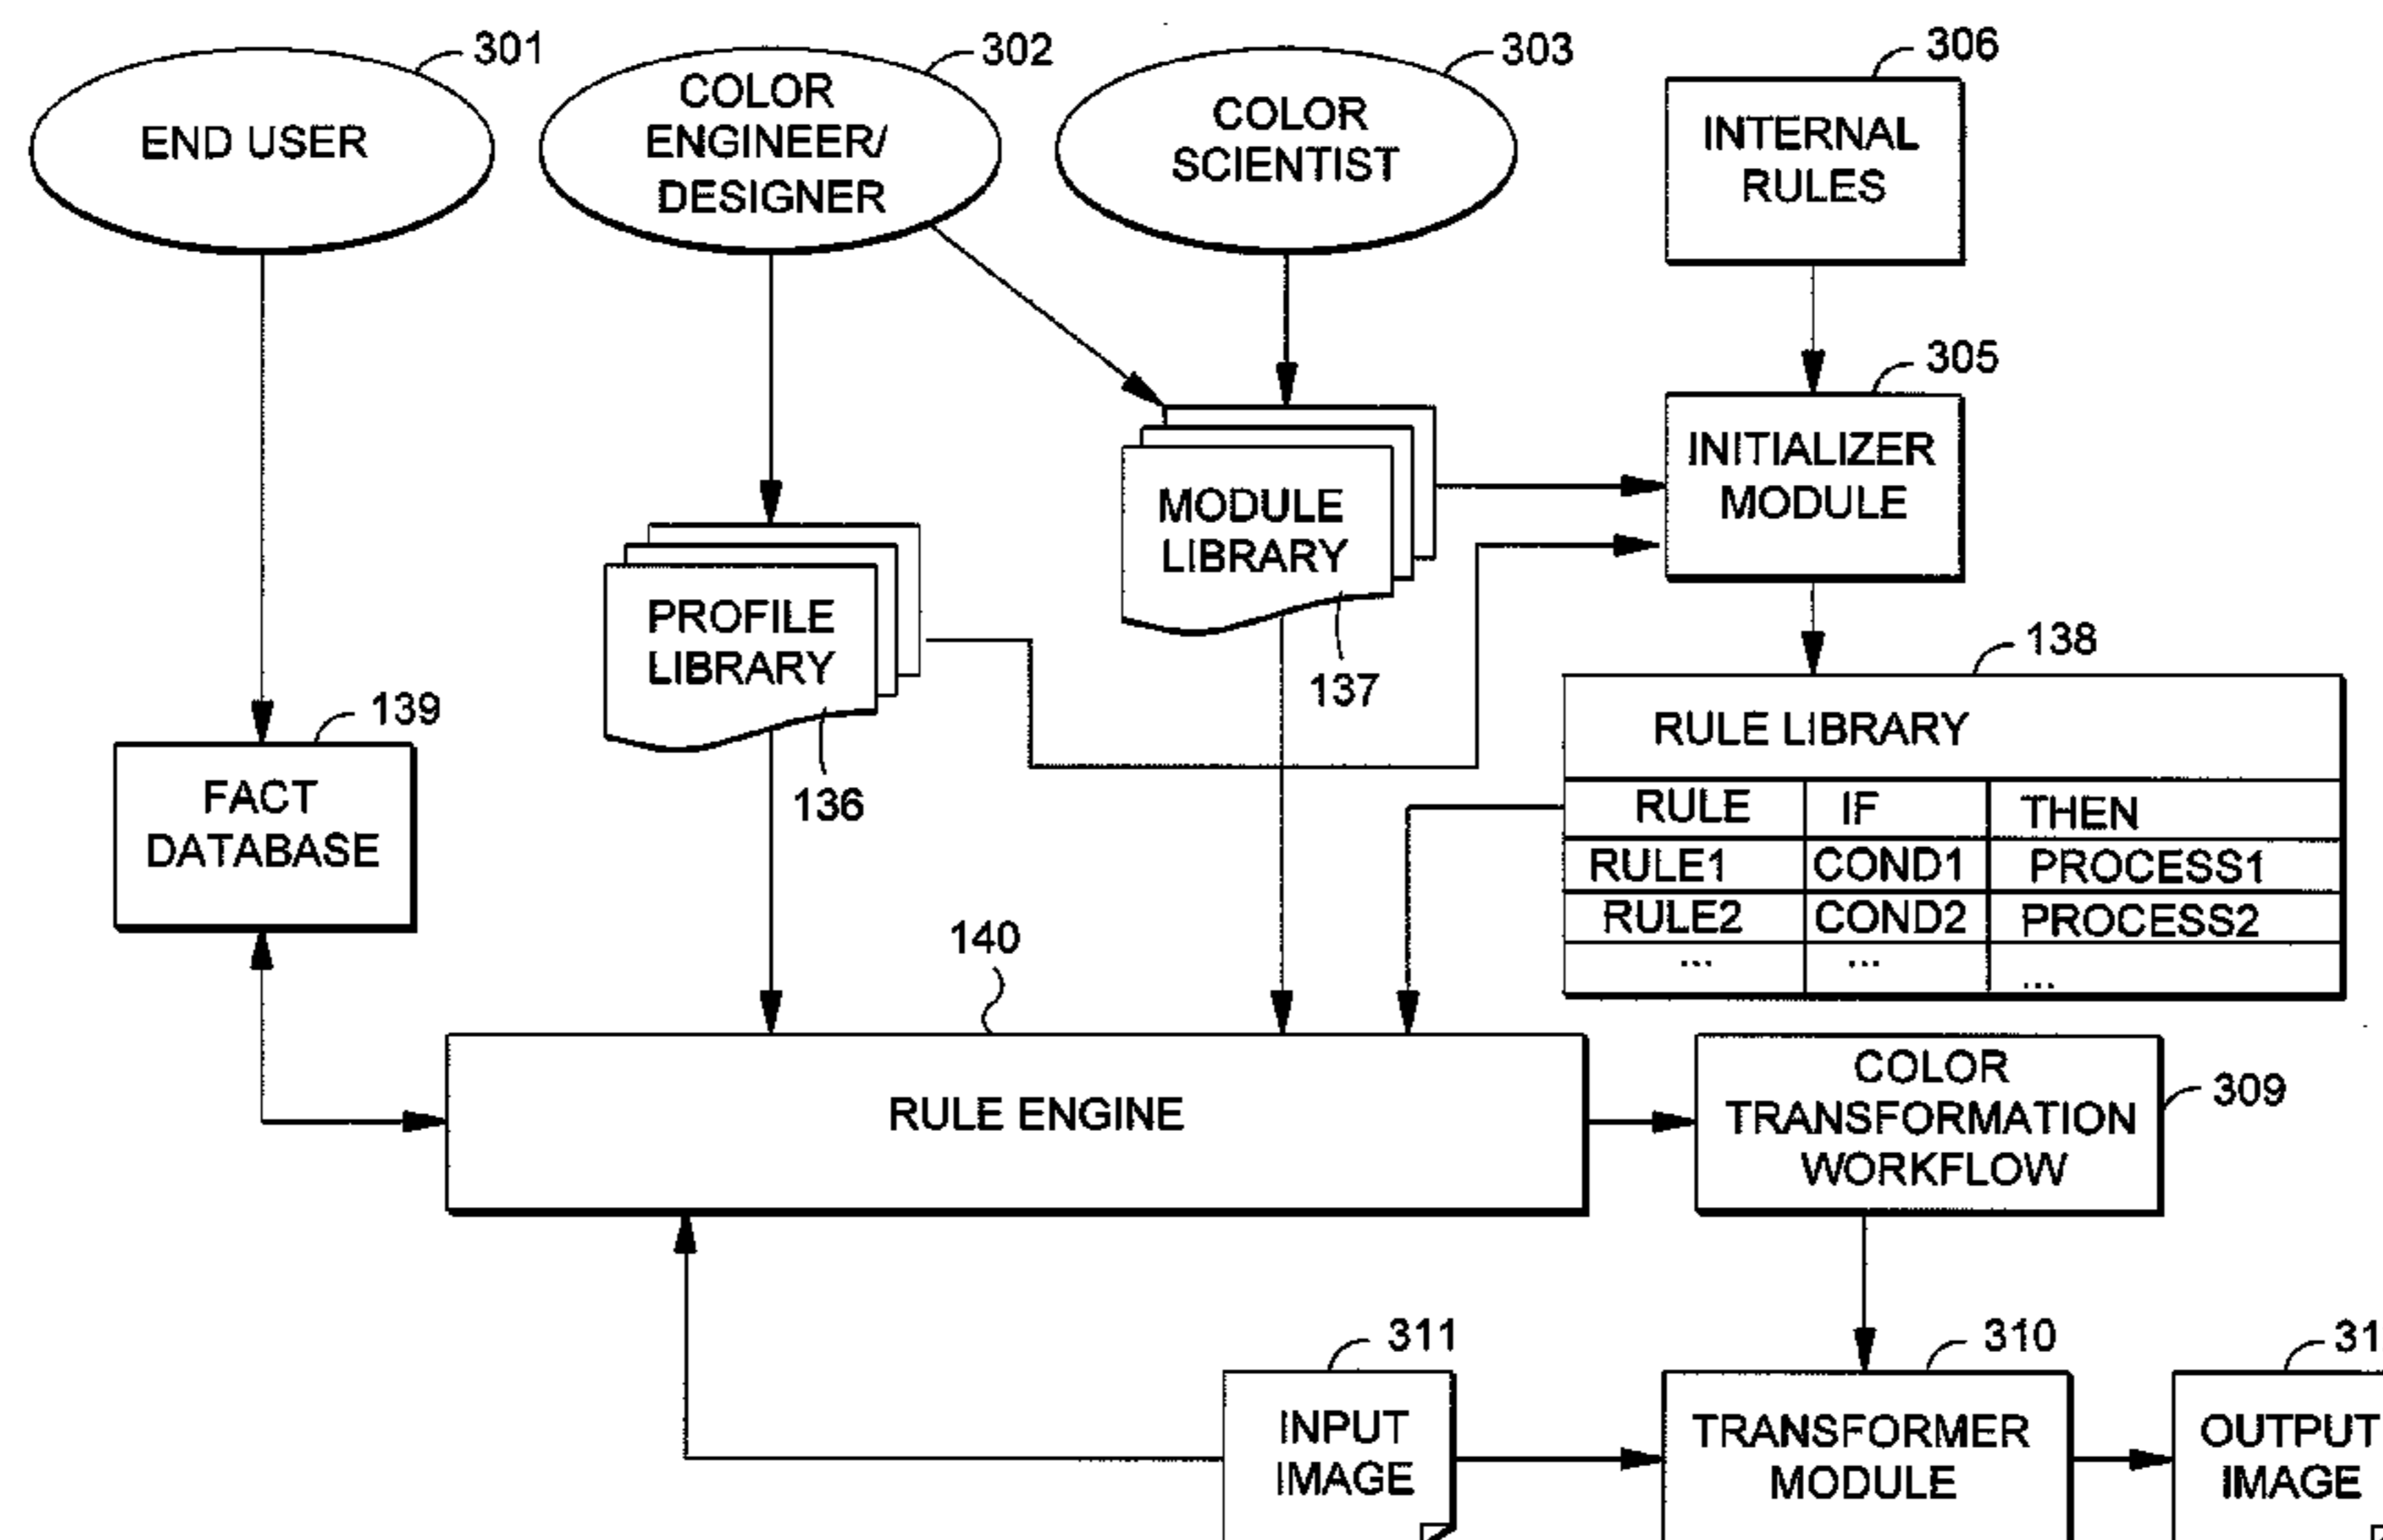 301
302
303
306
END USER
COLOR
ENGINEER/
DESIGNER
COLOR
SCIENTIST
INTERNAL
RULES
305
INITIALIZER
MODULE
MODULE
LIBRARY
137
PROFILE
LIBRARY
136
138
RULE LIBRARY
RULE IF THEN
RULE1 COND1 PROCESS1
RULE2 COND2 PROCESS2
... ... ...
139
FACT
DATABASE
140
RULE ENGINE
COLOR
TRANSFORMATION
WORKFLOW
309
311
INPUT
IMAGE
310
TRANSFORMER
MODULE
OUTPUT
IMAGE